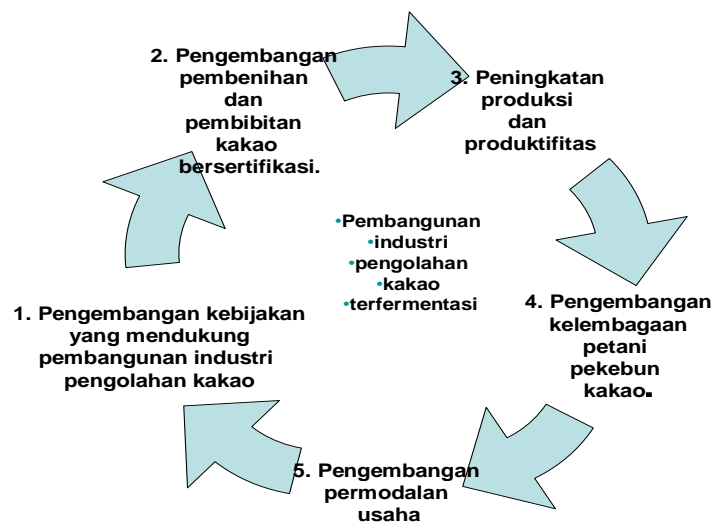 2. Pengembangan
pembenihan
dan
pembibitan
kakao
bersertifikasi.
3. Peningkatan
produksi
dan
produktifitas
•Pembangunan
•industri
•pengolahan
•kakao
•terfermentasi
1. Pengembangan kebijakan
yang mendukung
pembangunan industri
pengolahan kakao
4. Pengembangan
kelembagaan
petani
pekebun
kakao.
5. Pengembangan
permodalan
usaha